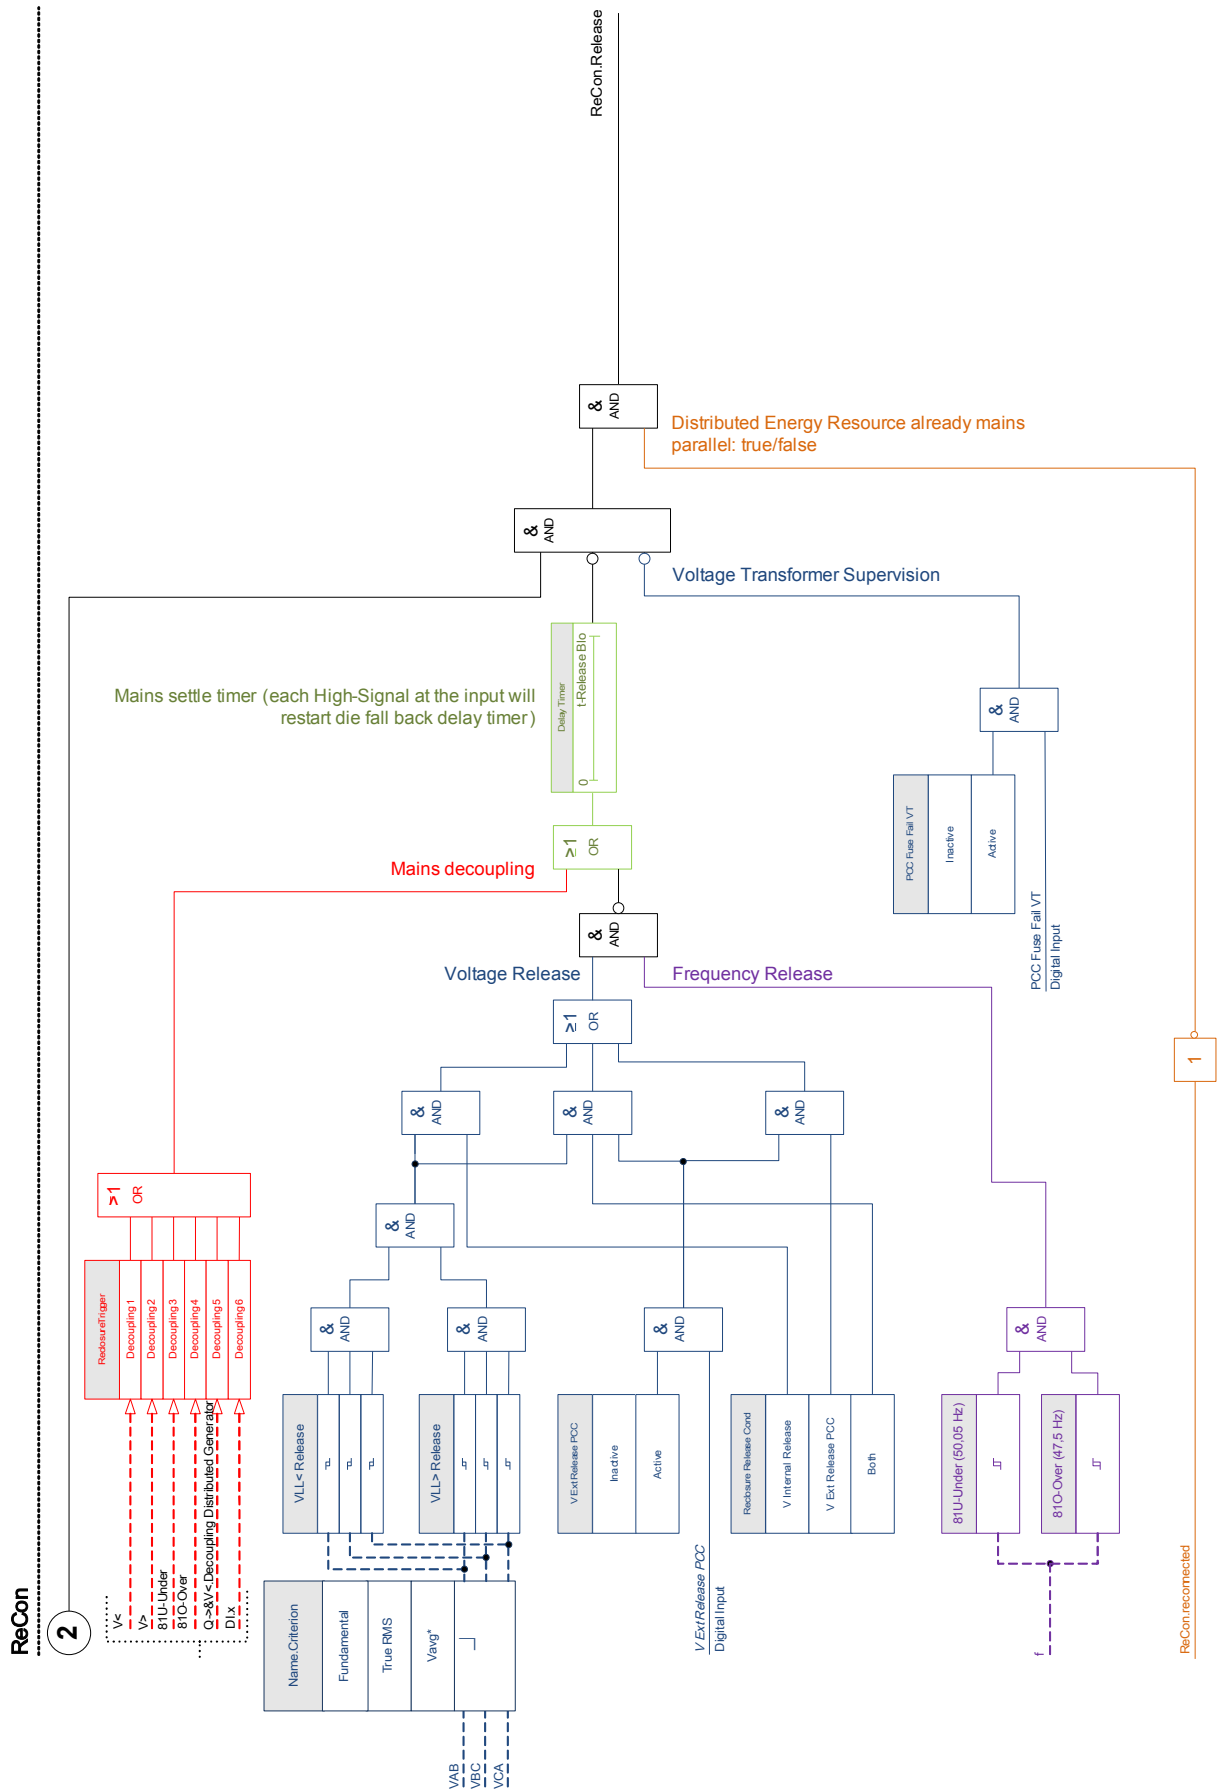 ReCon
2
V<
V>
81U-Under
81O-Over
Q->&V<.Decoupling Distributed Generator
DI.x
ReclosureTrigger
Decoupling1
Decoupling2
Decoupling3
Decoupling4
Decoupling5
Decoupling6
≥1
OR
Mains decoupling
Mains settle timer (each High-Signal at the input will
restart die fall back delay timer)
Delay Timer
0
t-Release Blo
≥1
OR
&
AND
&
AND
ReCon.Release
Distributed Energy Resource already mains
parallel: true/false
Voltage Transformer Supervision
VAB
VBC
VCA
Name.Criterion
Fundamental
True RMS
Vavg*
VLL< Release
VLL> Release
&
AND
&
AND
&
AND
&
AND
&
AND
&
AND
≥1
OR
Voltage Release
&
AND
Frequency Release
V Ext Release PCC
Inactive
Active
V Ext Release PCC
Digital Input
&
AND
Reclosure Release Cond
V Internal Release
V Ext Release PCC
Both
f
81U-Under (50,05 Hz)
81O-Over (47,5 Hz)
&
AND
PCC Fuse Fail VT
Inactive
Active
PCC Fuse Fail VT
Digital Input
&
AND
ReCon.reconnected
1